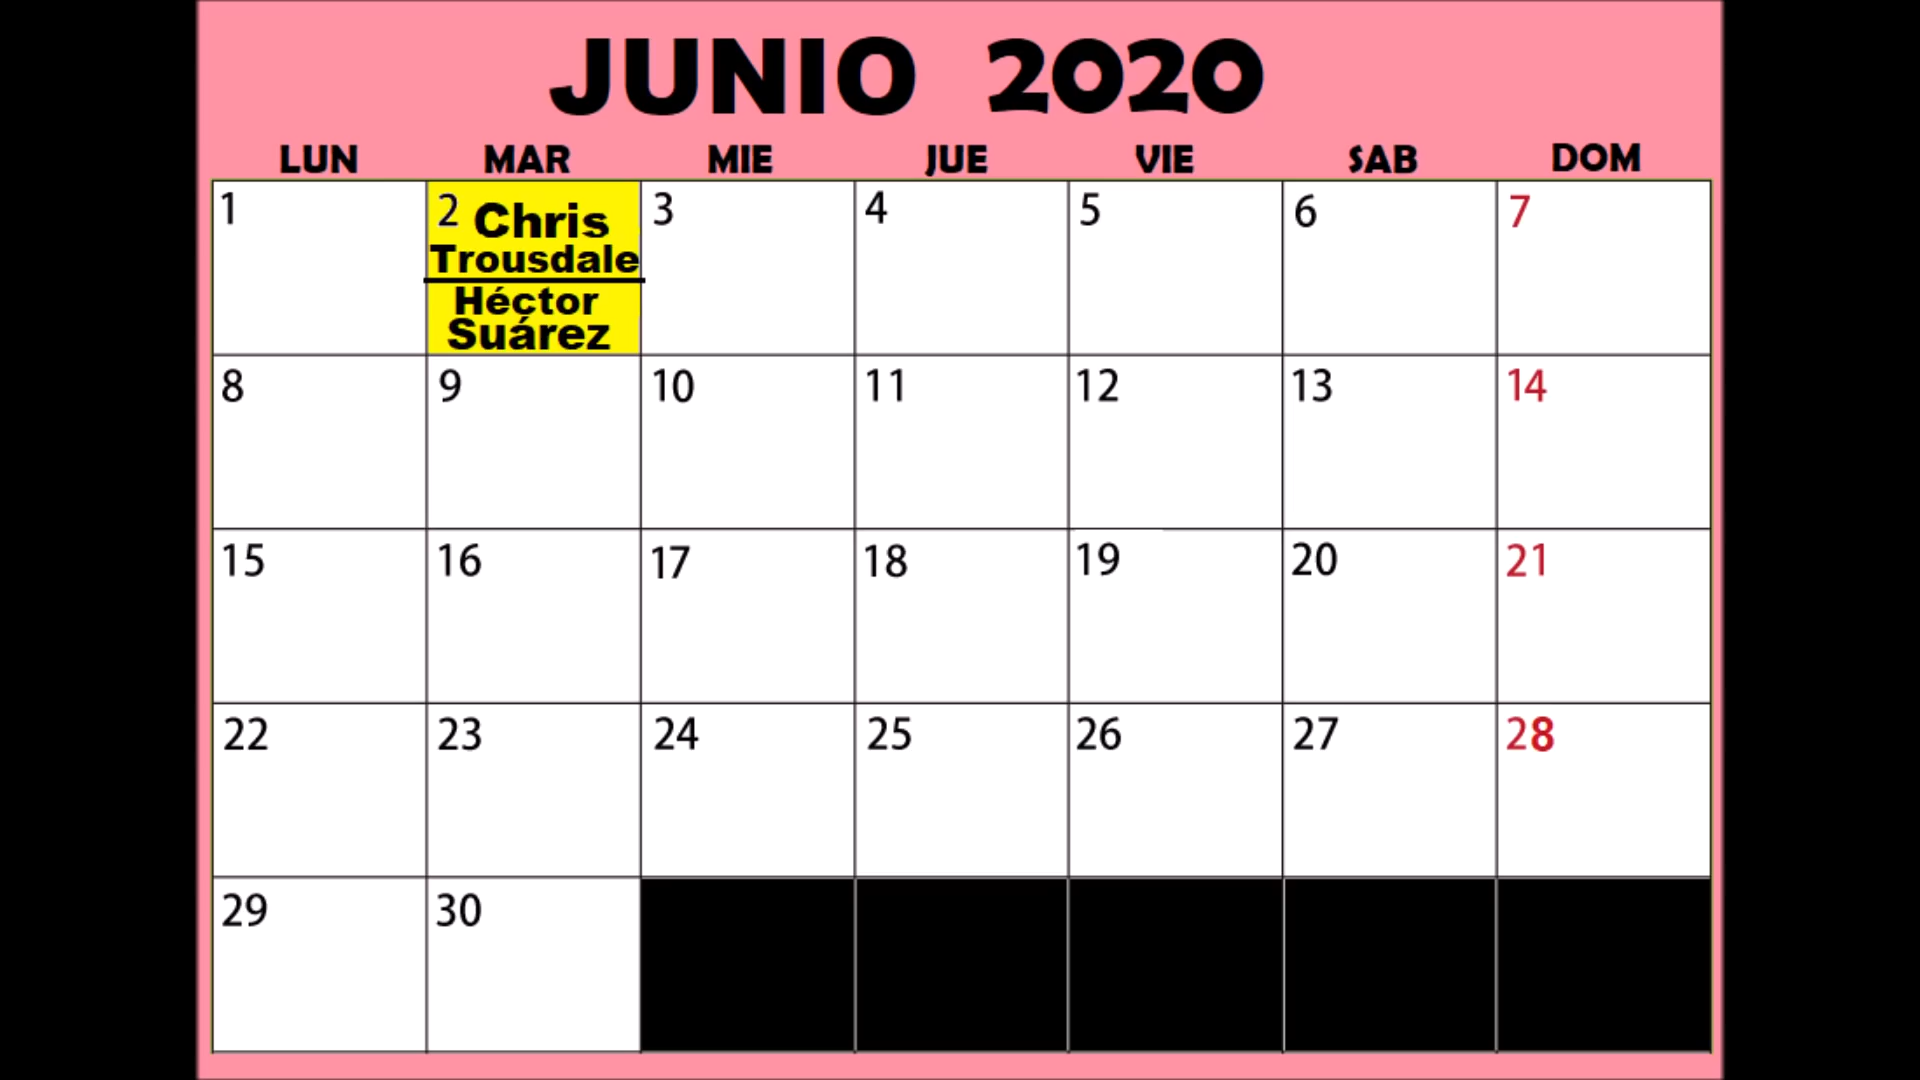 JUNIO 2020
LUN MAR MIE JUE VIE SAB DOM
1 2 Chris 3 4 5 6 7
Trousdale
Héctor
Suárez
8 9 10 11 12 13 14
15 16 17 18 19 20 21
22 23 24 25 26 27 28
29 30